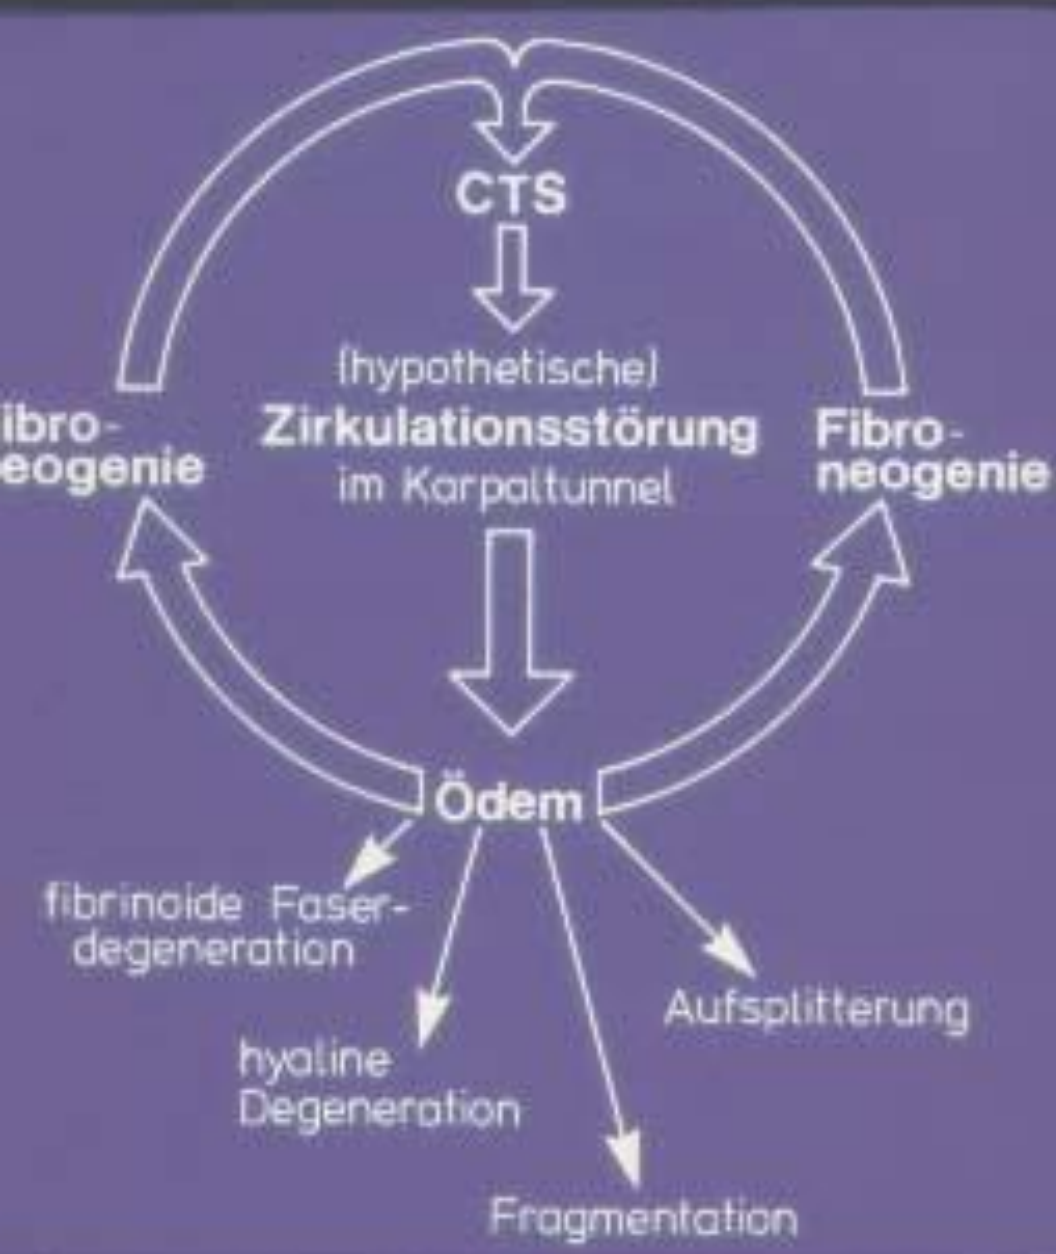 CTS
(hypothetische)
Zirkulationsstörung
im Karpaltunnel
ibro-
eogenie
Fibro-
neogenie
Ödem
fibrinoide Faser-
degeneration
Aufsplitterung
hyaline
Degeneration
Fragmentation